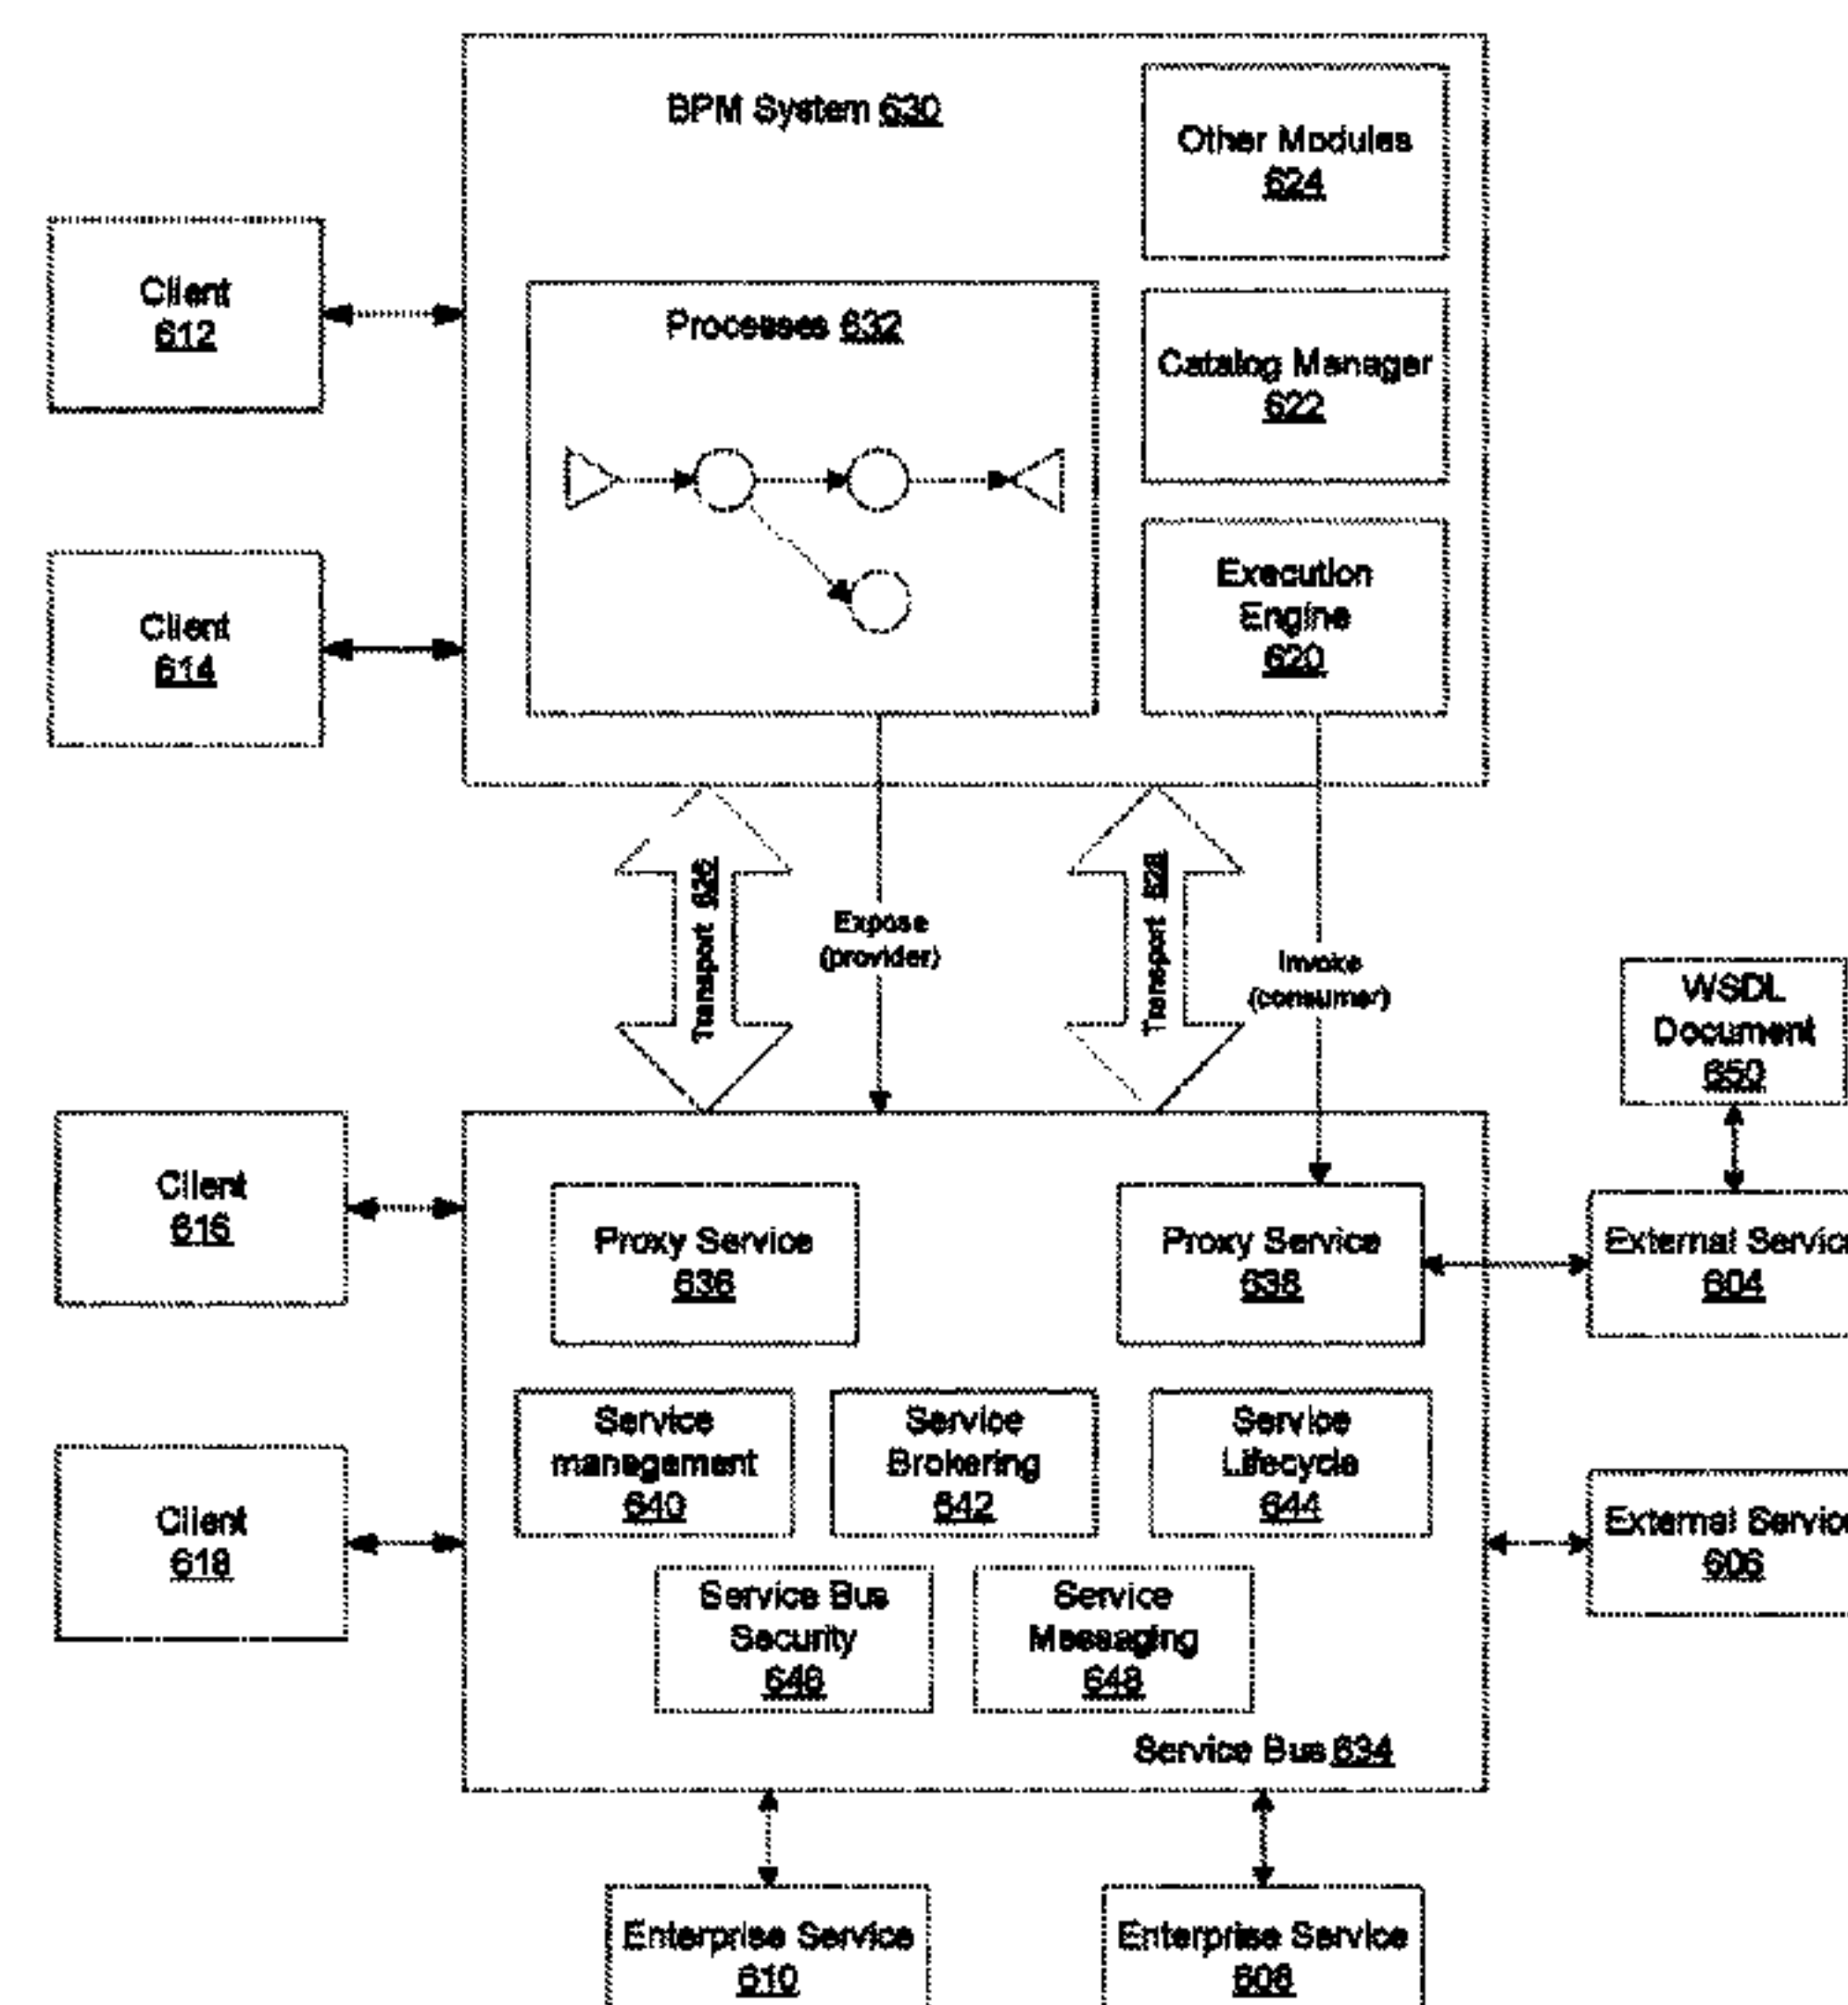 BPM System 630
Other Modules
624
Client
612
Processes 632
Catalog Manager
622
Client
614
Execution
Engine
620
Transport 626
Expose
(provider)
Transport 628
Invoke
(consumer)
WSDL
Document
650
Client
616
Proxy Service
636
Proxy Service
638
External Service
604
Service
management
640
Service
Brokering
642
Service
Lifecycle
644
Client
618
External Service
606
Service Bus
Security
646
Service
Messaging
648
Service Bus 634
Enterprise Service
610
Enterprise Service
608